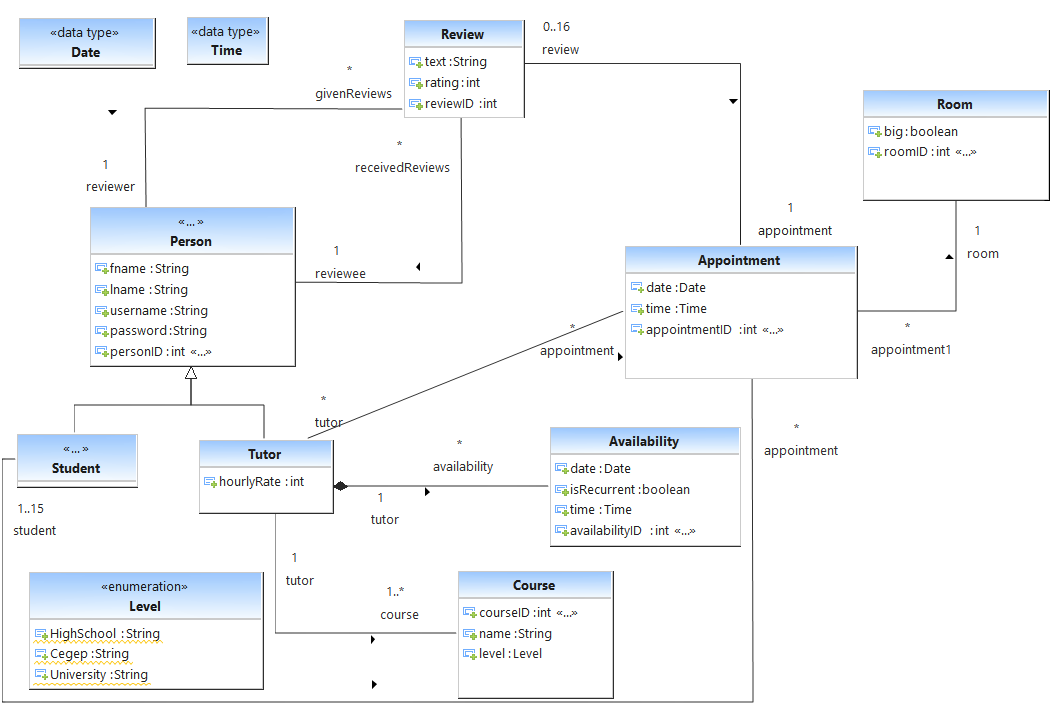 «data type»
Date
«data type»
Time
Review
text :String
rating :int
reviewID :int
0..16
review
*
givenReviews
*
receivedReviews
1
reviewer
1
reviewee
Room
big :boolean
roomID :int «...»
1
appointment
1
room
«...»
Person
fname :String
lname :String
username :String
password :String
personID :int «...»
Appointment
date :Date
time :Time
appointmentID :int «...»
*
appointment
*
appointment1
*
tutor
*
appointment
«...»
Student
1..15
student
Tutor
hourlyRate :int
*
availability
1
tutor
Availability
date :Date
isRecurrent :boolean
time :Time
availabilityID :int «...»
1
tutor
1..*
course
«enumeration»
Level
HighSchool :String
Cegep :String
University :String
Course
courseID :int «...»
name :String
level :Level